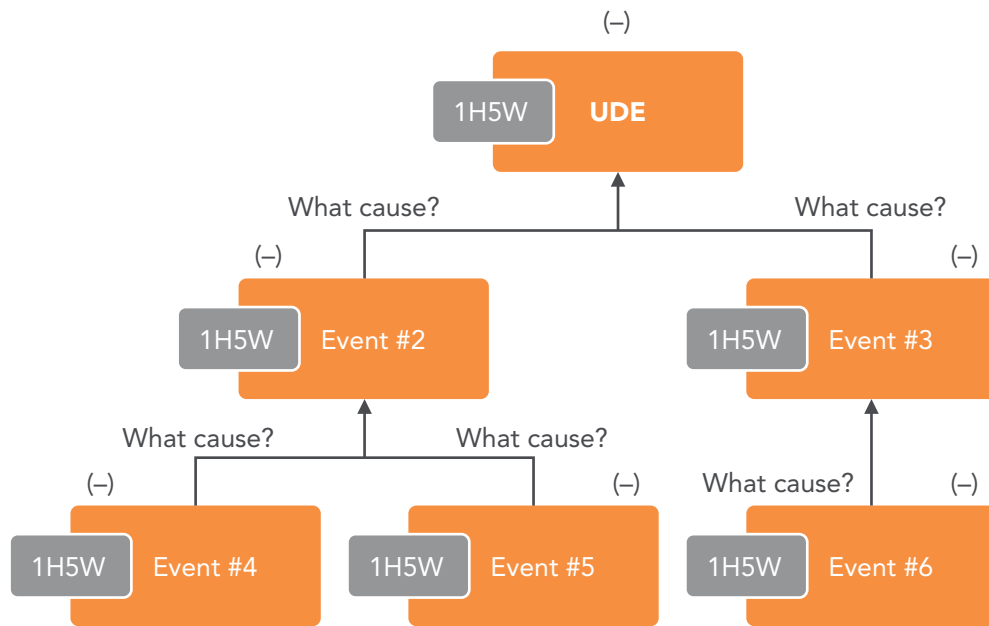 (–)
1H5W UDE
What cause? What cause?
(–) (–)
1H5W Event #2 1H5W Event #3
What cause? What cause?
(–) (–) What cause? (–)
1H5W Event #4 1H5W Event #5 1H5W Event #6